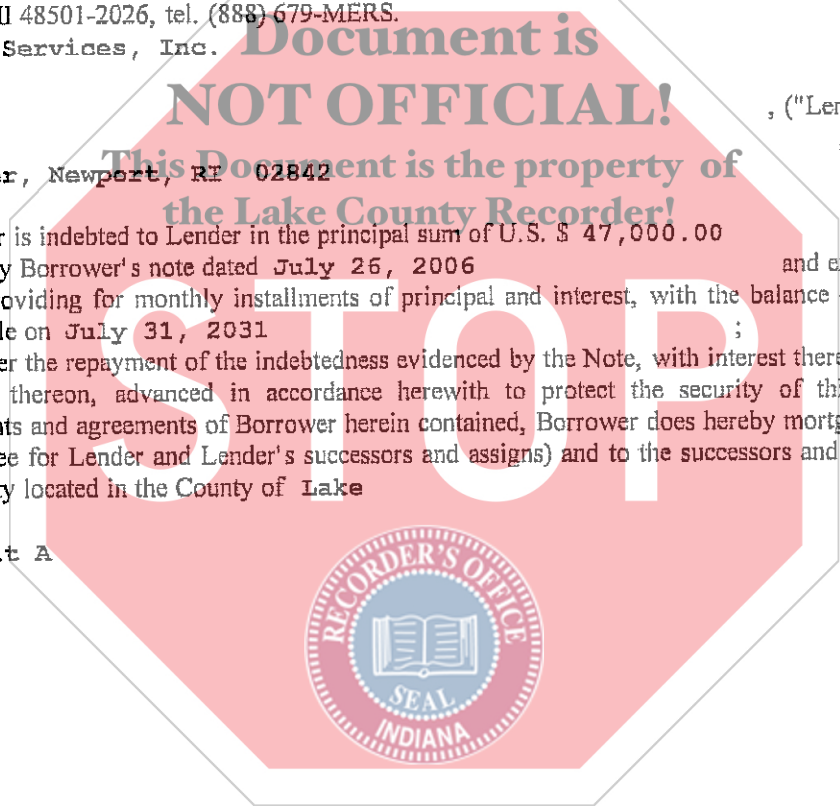 MI 48501-2026, tel. (888) 679-MERS.
Services, Inc.
Document is
NOT OFFICIAL!
, ("Len
This Document is the property of
r, Newport, RI 02842
the Lake County Recorder!
r is indebted to Lender in the principal sum of U.S. $ 47,000.00
y Borrower's note dated July 26, 2006 and e
oviding for monthly installments of principal and interest, with the balance
le on July 31, 2031 ;
er the repayment of the indebtedness evidenced by the Note, with interest there
thereon, advanced in accordance herewith to protect the security of thi
nts and agreements of Borrower herein contained, Borrower does hereby mortg
ee for Lender and Lender's successors and assigns) and to the successors and
y located in the County of Lake
STOP
t A
RECORDER'S OFFICE
SEAL
INDIANA